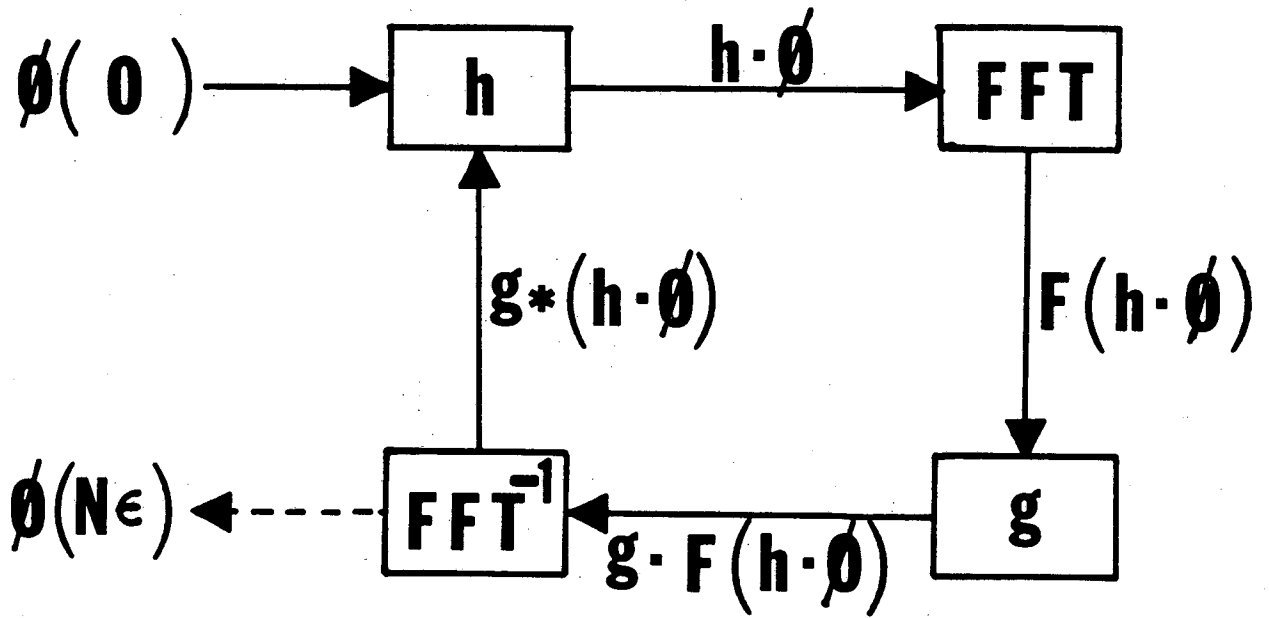 Ø( 0 ) h h·Ø FFT
g*(h·Ø) F(h·Ø)
Ø(Nϵ) FFT⁻¹ g·F(h·Ø) g